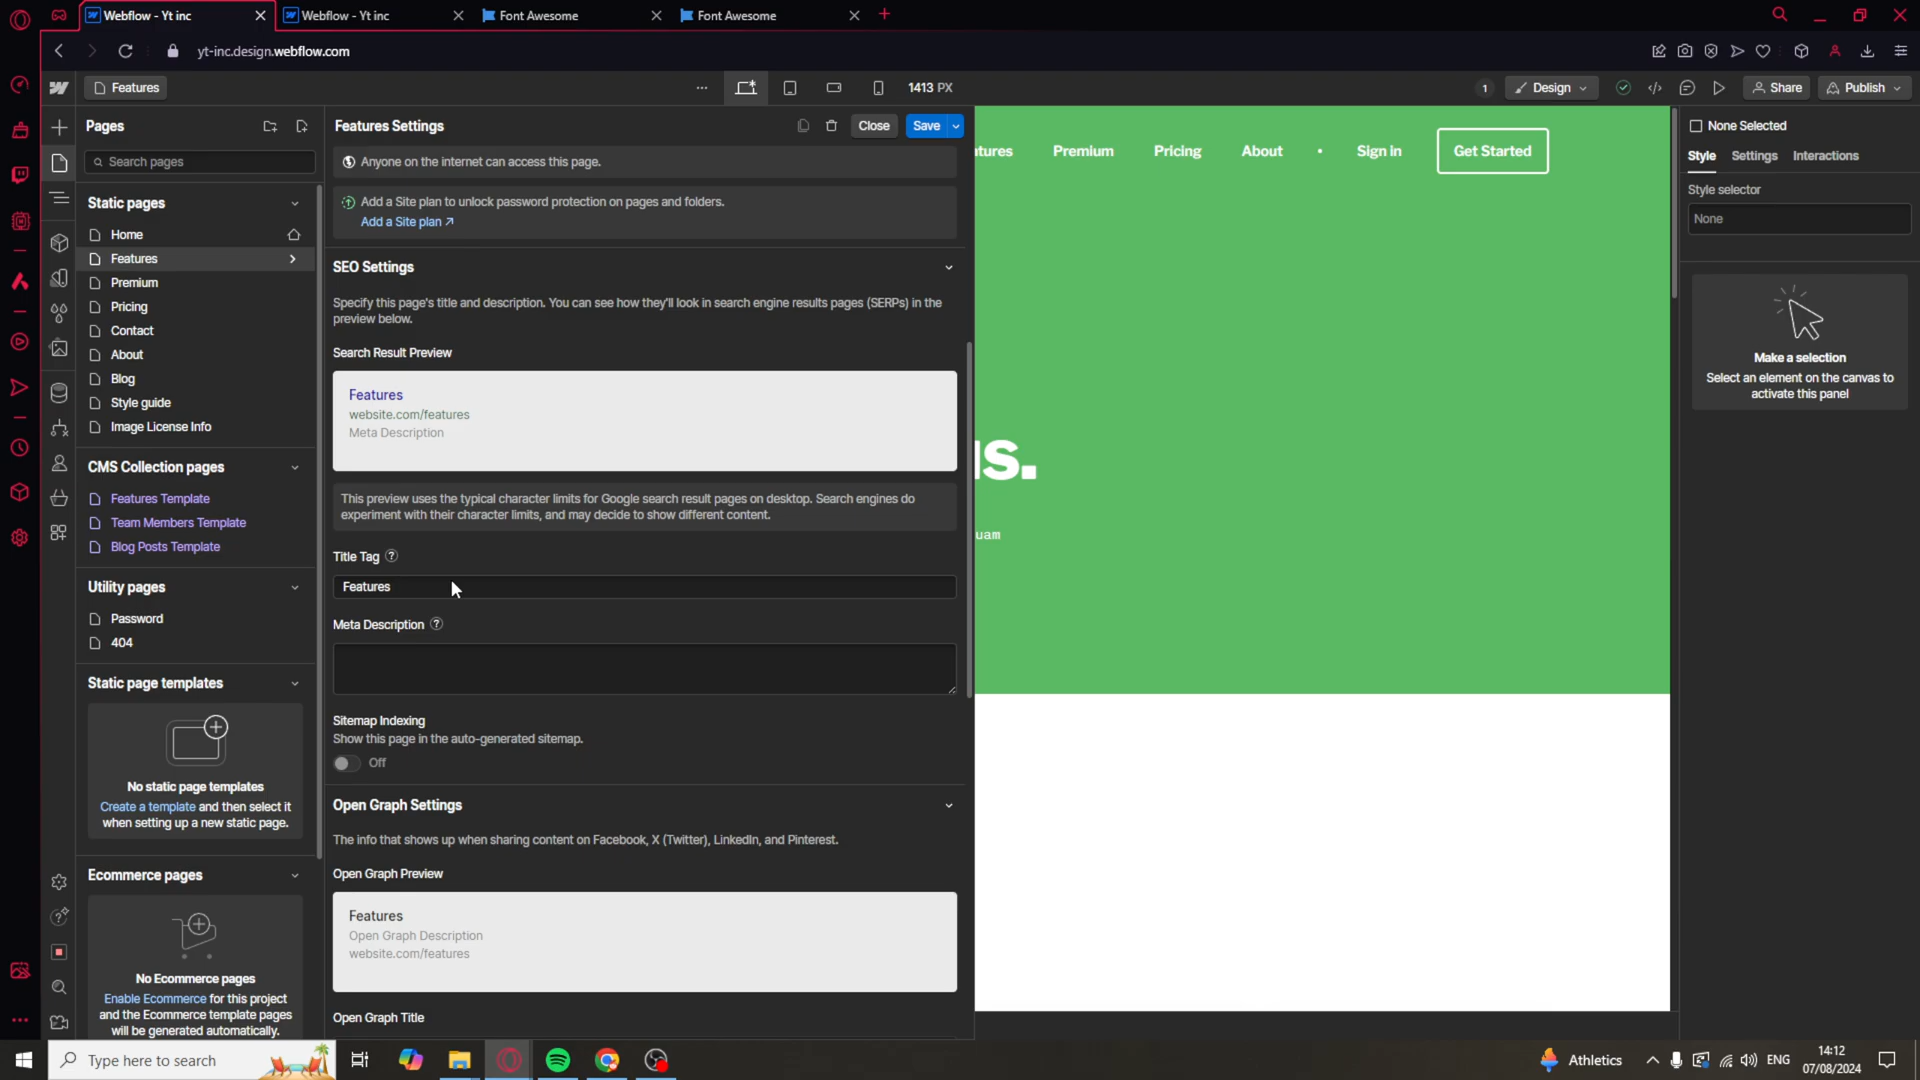 Webflow - Yt inc
Webflow - Yt inc
Font Awesome
Font Awesome
yt-inc.design.webflow.com
Features
1413 PX
1
Design
Share
Publish
Pages
Search pages
Static pages
Home
Features
Premium
Pricing
Contact
About
Blog
Style guide
Image License Info
CMS Collection pages
Features Template
Team Members Template
Blog Posts Template
Utility pages
Password
404
Static page templates
No static page templates
Create a template and then select it
when setting up a new static page.
Ecommerce pages
No Ecommerce pages
Enable Ecommerce for this project
and the Ecommerce template pages
will be generated automatically.
Features Settings
Close
Save
Anyone on the internet can access this page.
Add a Site plan to unlock password protection on pages and folders.
Add a Site plan ↗
SEO Settings
Specify this page's title and description. You can see how they'll look in search engine results pages (SERPs) in the
preview below.
Search Result Preview
Features
website.com/features
Meta Description
This preview uses the typical character limits for Google search result pages on desktop. Search engines do
experiment with their character limits, and may decide to show different content.
Title Tag
Features
Meta Description
Sitemap Indexing
Show this page in the auto-generated sitemap.
Off
Open Graph Settings
The info that shows up when sharing content on Facebook, X (Twitter), LinkedIn, and Pinterest.
Open Graph Preview
Features
Open Graph Description
website.com/features
Open Graph Title
tures
Premium
Pricing
About
•
Sign in
Get Started
s.
uam
None Selected
Style
Settings
Interactions
Style selector
None
Make a selection
Select an element on the canvas to
activate this panel
Type here to search
Athletics
ENG
14:12
07/08/2024